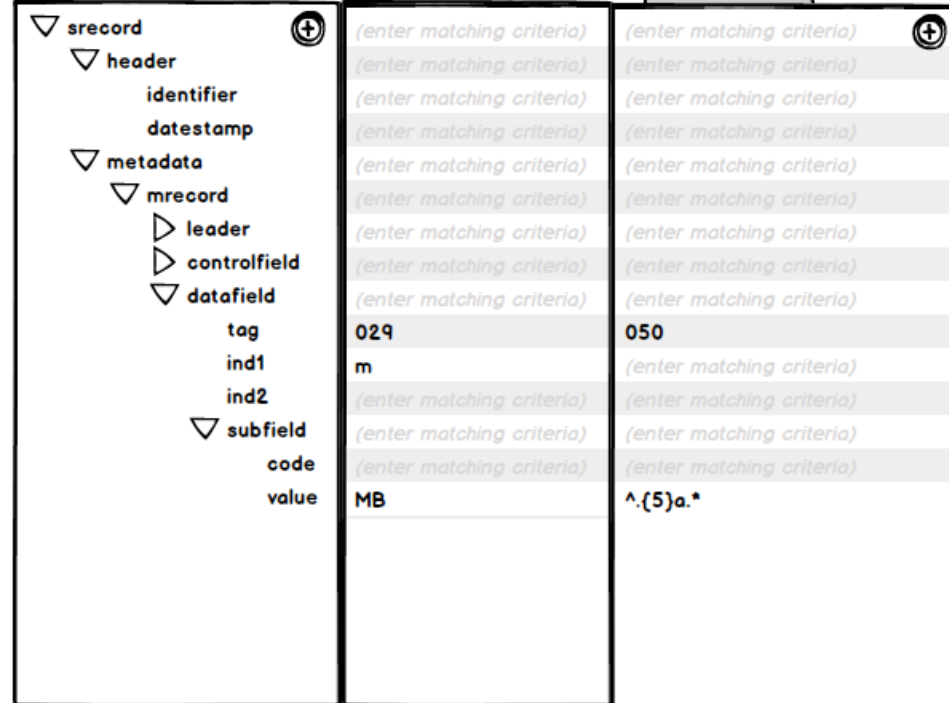 srecord (enter matching criteria) (enter matching criteria)
header (enter matching criteria) (enter matching criteria)
identifier (enter matching criteria) (enter matching criteria)
datestamp (enter matching criteria) (enter matching criteria)
metadata (enter matching criteria) (enter matching criteria)
mrecord (enter matching criteria) (enter matching criteria)
leader (enter matching criteria) (enter matching criteria)
controlfield (enter matching criteria) (enter matching criteria)
datafield (enter matching criteria) (enter matching criteria)
tag 029 050
ind1 m (enter matching criteria)
ind2 (enter matching criteria) (enter matching criteria)
subfield (enter matching criteria) (enter matching criteria)
code (enter matching criteria) (enter matching criteria)
value MB ^.{5}a.*